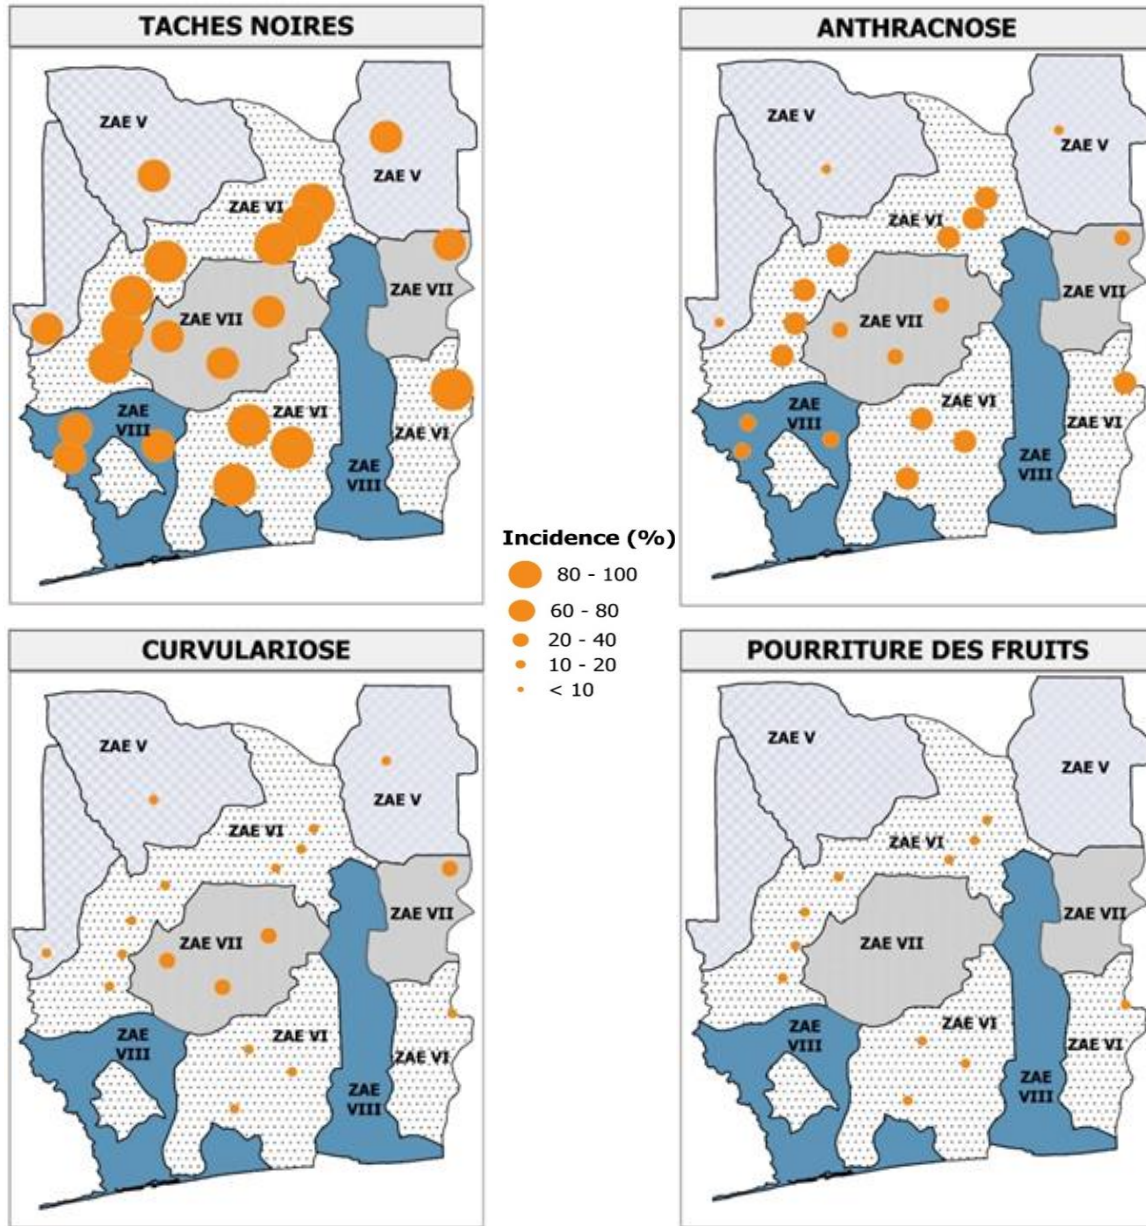 TACHES NOIRES
ZAE V
ZAE V
ZAE VI
ZAE VII
ZAE VII
ZAE
VIII
ZAE VI
ZAE VI
ZAE
VIII
ANTHRACNOSE
ZAE V
ZAE V
ZAE VI
ZAE VII
ZAE VII
ZAE
VIII
ZAE VI
ZAE VI
ZAE
VIII
Incidence (%)
80 - 100
60 - 80
20 - 40
10 - 20
< 10
CURVULARIOSE
ZAE V
ZAE V
ZAE VI
ZAE VII
ZAE VII
ZAE
VIII
ZAE VI
ZAE VI
ZAE
VIII
POURRITURE DES FRUITS
ZAE V
ZAE V
ZAE VI
ZAE VII
ZAE VII
ZAE
VIII
ZAE VI
ZAE VI
ZAE
VIII